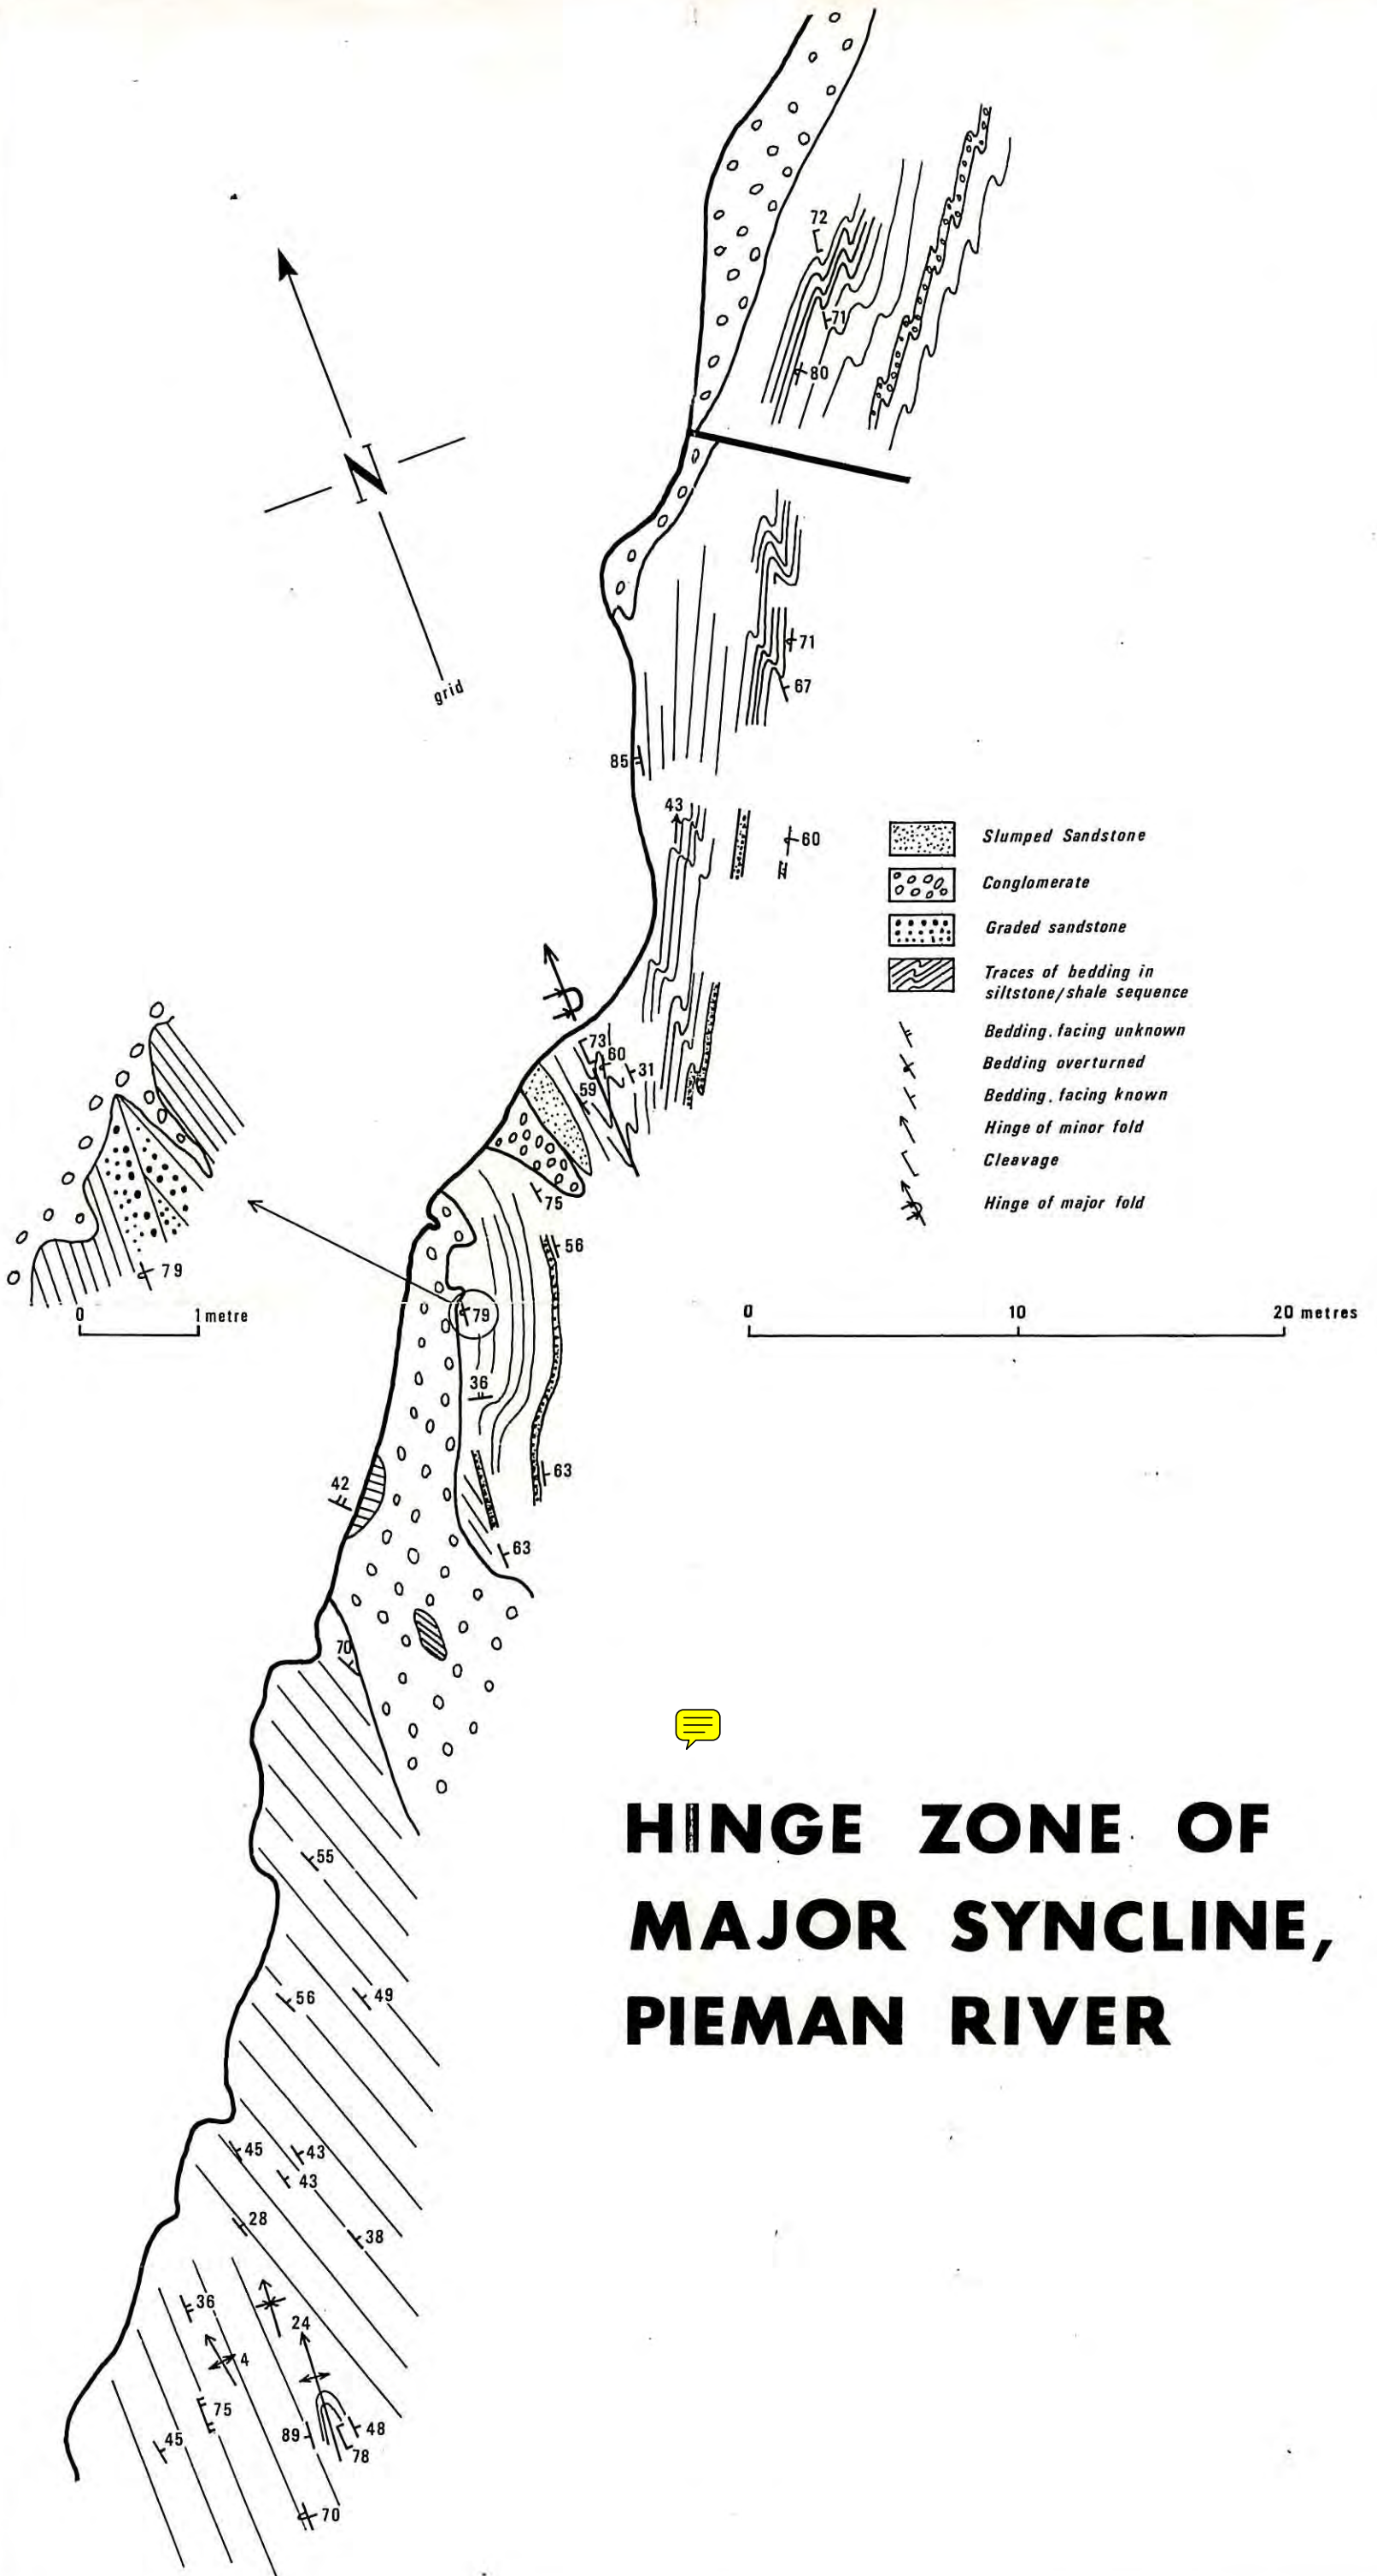 72
71
80
N
grid
71
67
85
43
60
Slumped Sandstone
Conglomerate
Graded sandstone
Traces of bedding in
siltstone/shale sequence
Bedding, facing unknown
Bedding overturned
Bedding, facing known
Hinge of minor fold
Cleavage
Hinge of major fold
73
60
31
59
75
56
79
0 1 metre
0 10 20 metres
79
36
63
42
63
70
55
56
49
45
43
43
28
38
36
24
4
75
45
89
48
78
70
HINGE ZONE OF
MAJOR SYNCLINE,
PIEMAN RIVER